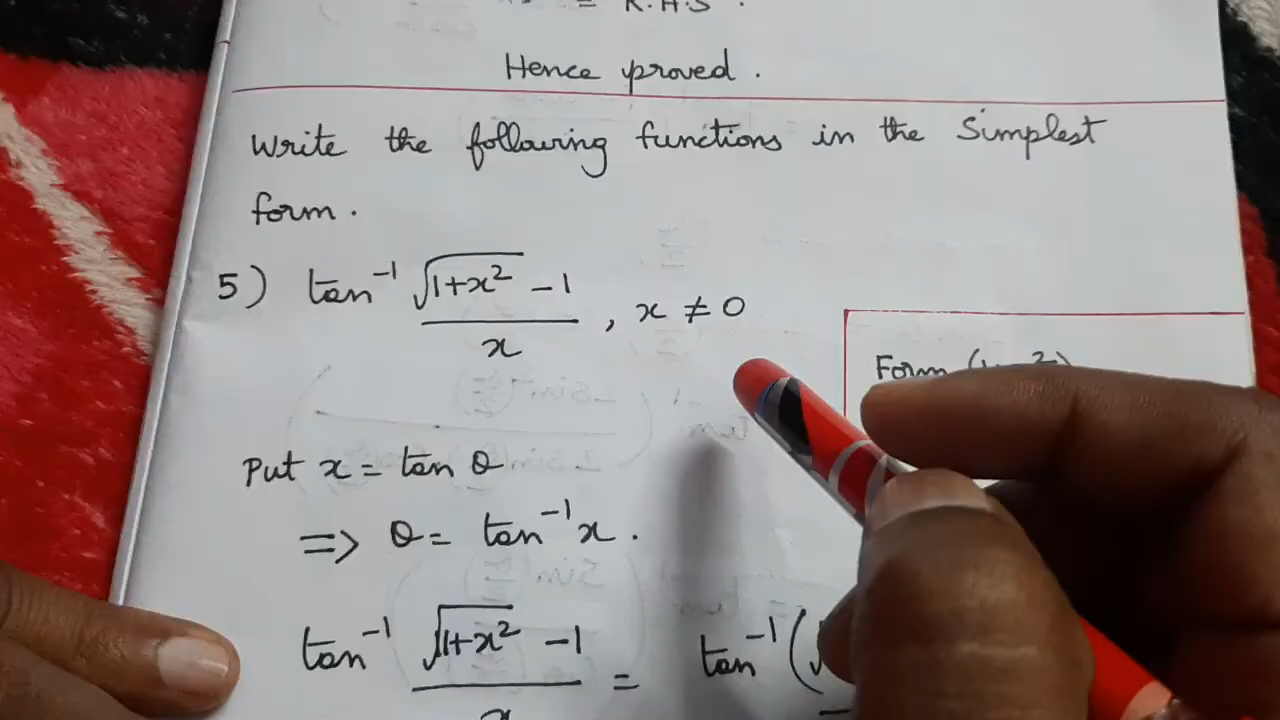 = R.H.S.
Hence proved.
Write the following functions in the Simplest
form.
5) tan⁻¹ (√(1+x²) - 1)/x , x ≠ 0
Form
Put x = tan θ
=> θ = tan⁻¹x.
tan⁻¹ (√(1+x²) - 1)/x = tan⁻¹(√